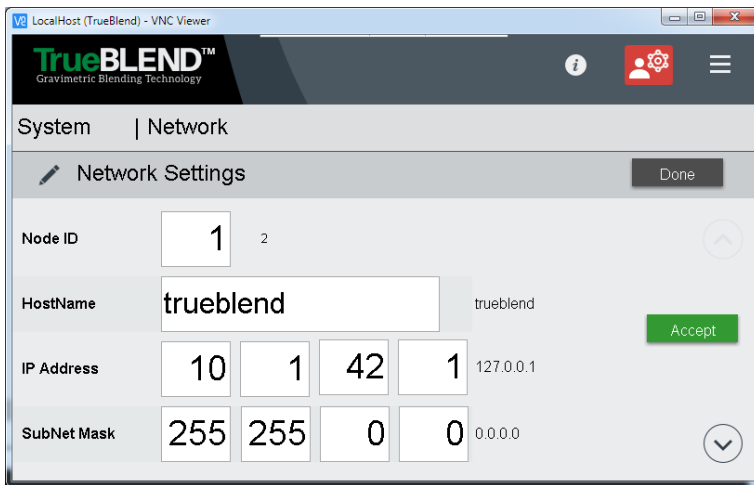 LocalHost (TrueBlend) - VNC Viewer
TrueBLEND™
Gravimetric Blending Technology
System | Network
Network Settings
Done
Node ID 1 2
HostName trueblend trueblend
Accept
IP Address 10 1 42 1 127.0.0.1
SubNet Mask 255 255 0 0 0.0.0.0